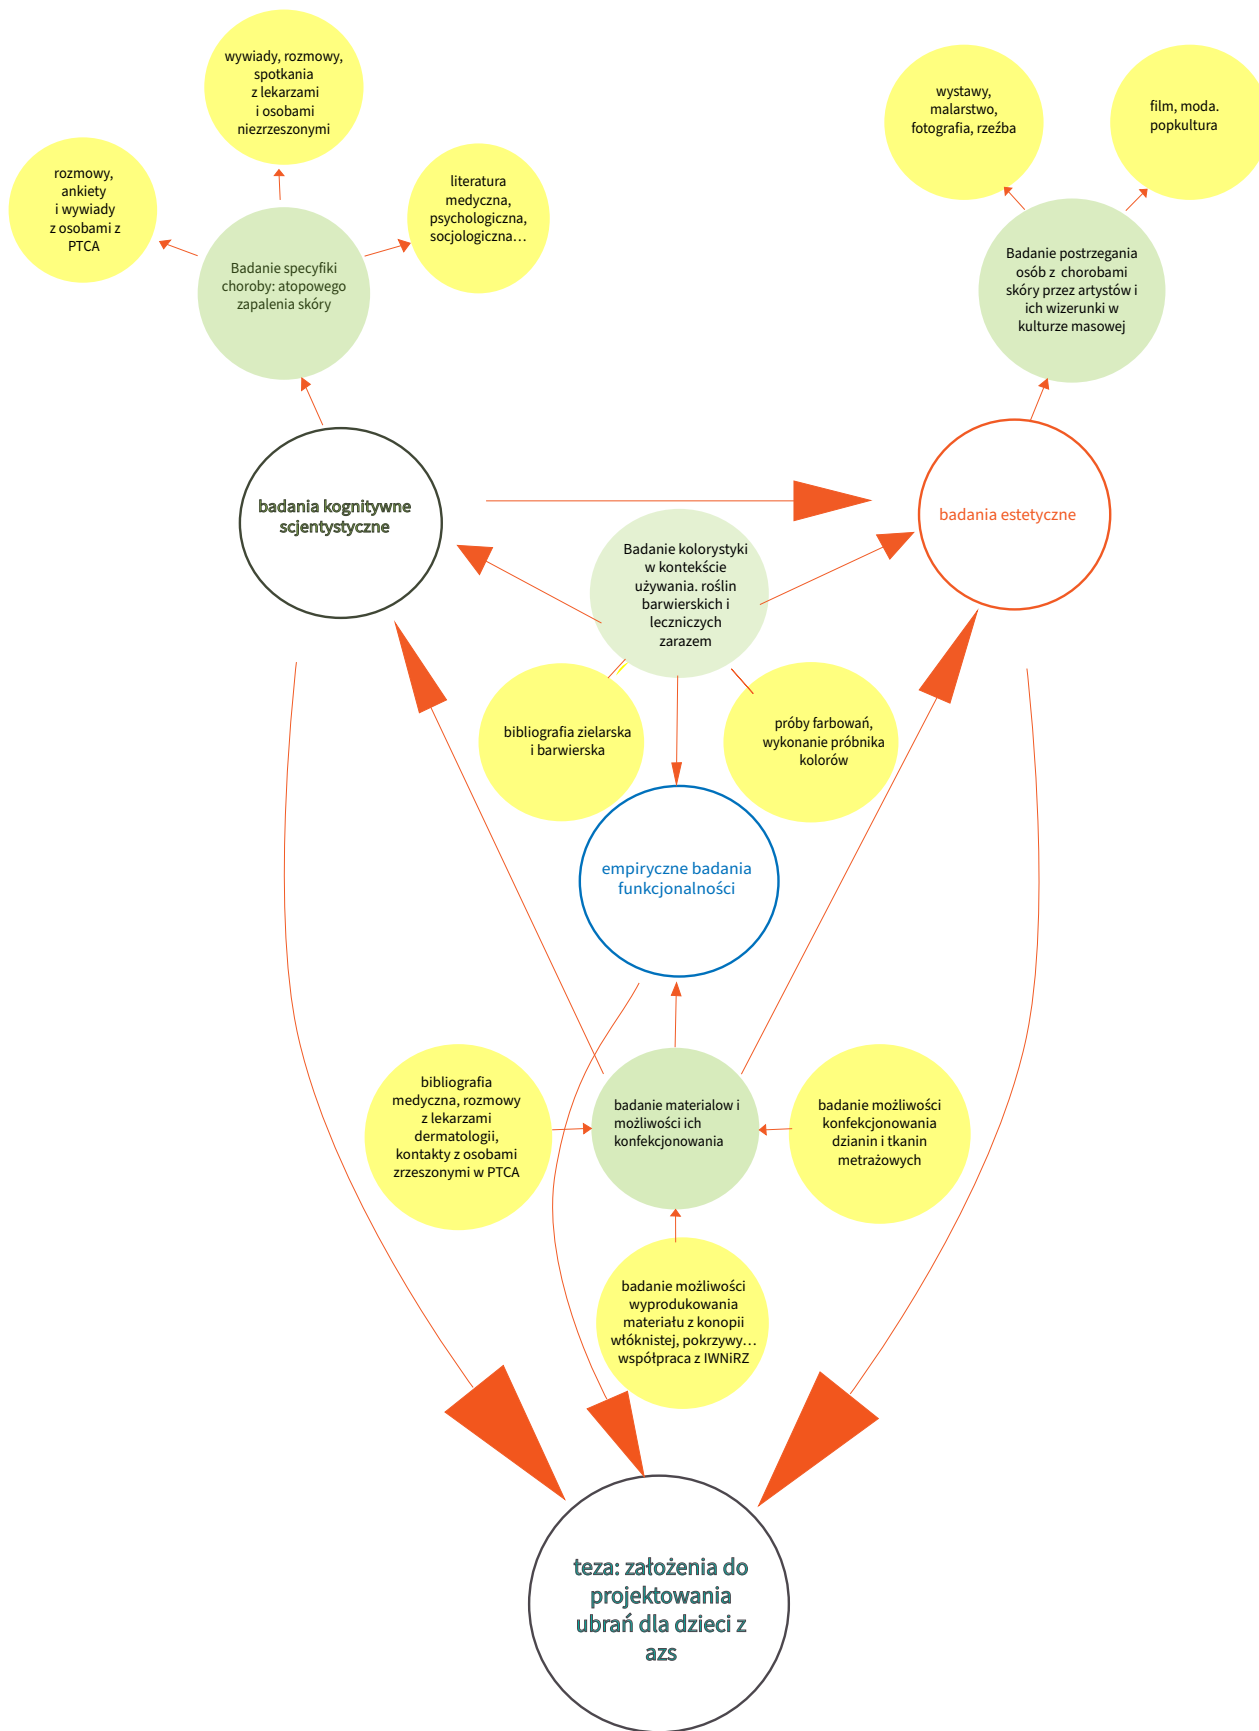 wywiady, rozmowy,
spotkania
z lekarzami
i osobami
niezrzeszonymi
wystawy,
malarstwo,
fotografia, rzeźba
film, moda.
popkultura
rozmowy,
ankiety
i wywiady
z osobami z
PTCA
literatura
medyczna,
psychologiczna,
socjologiczna...
Badanie specyfiki
choroby: atopowego
zapalenia skóry
Badanie postrzegania
osób z chorobami
skóry przez artystów i
ich wizerunki w
kulturze masowej
badania kognitywne
scjentystyczne
badania estetyczne
Badanie kolorystyki
w kontekście
używania. roślin
barwierskich i
leczniczych
zarazem
bibliografia zielarska
i barwierska
próby farbowań,
wykonanie próbnika
kolorów
empiryczne badania
funkcjonalności
bibliografia
medyczna, rozmowy
z lekarzami
dermatologii,
kontakty z osobami
zrzeszonymi w PTCA
badanie materialow i
możliwości ich
konfekcjonowania
badanie możliwości
konfekcjonowania
dzianin i tkanin
metrażowych
badanie możliwości
wyprodukowania
materiału z konopii
włóknistej, pokrzywy...
współpraca z IWNiRZ
teza: założenia do
projektowania
ubrań dla dzieci z
azs